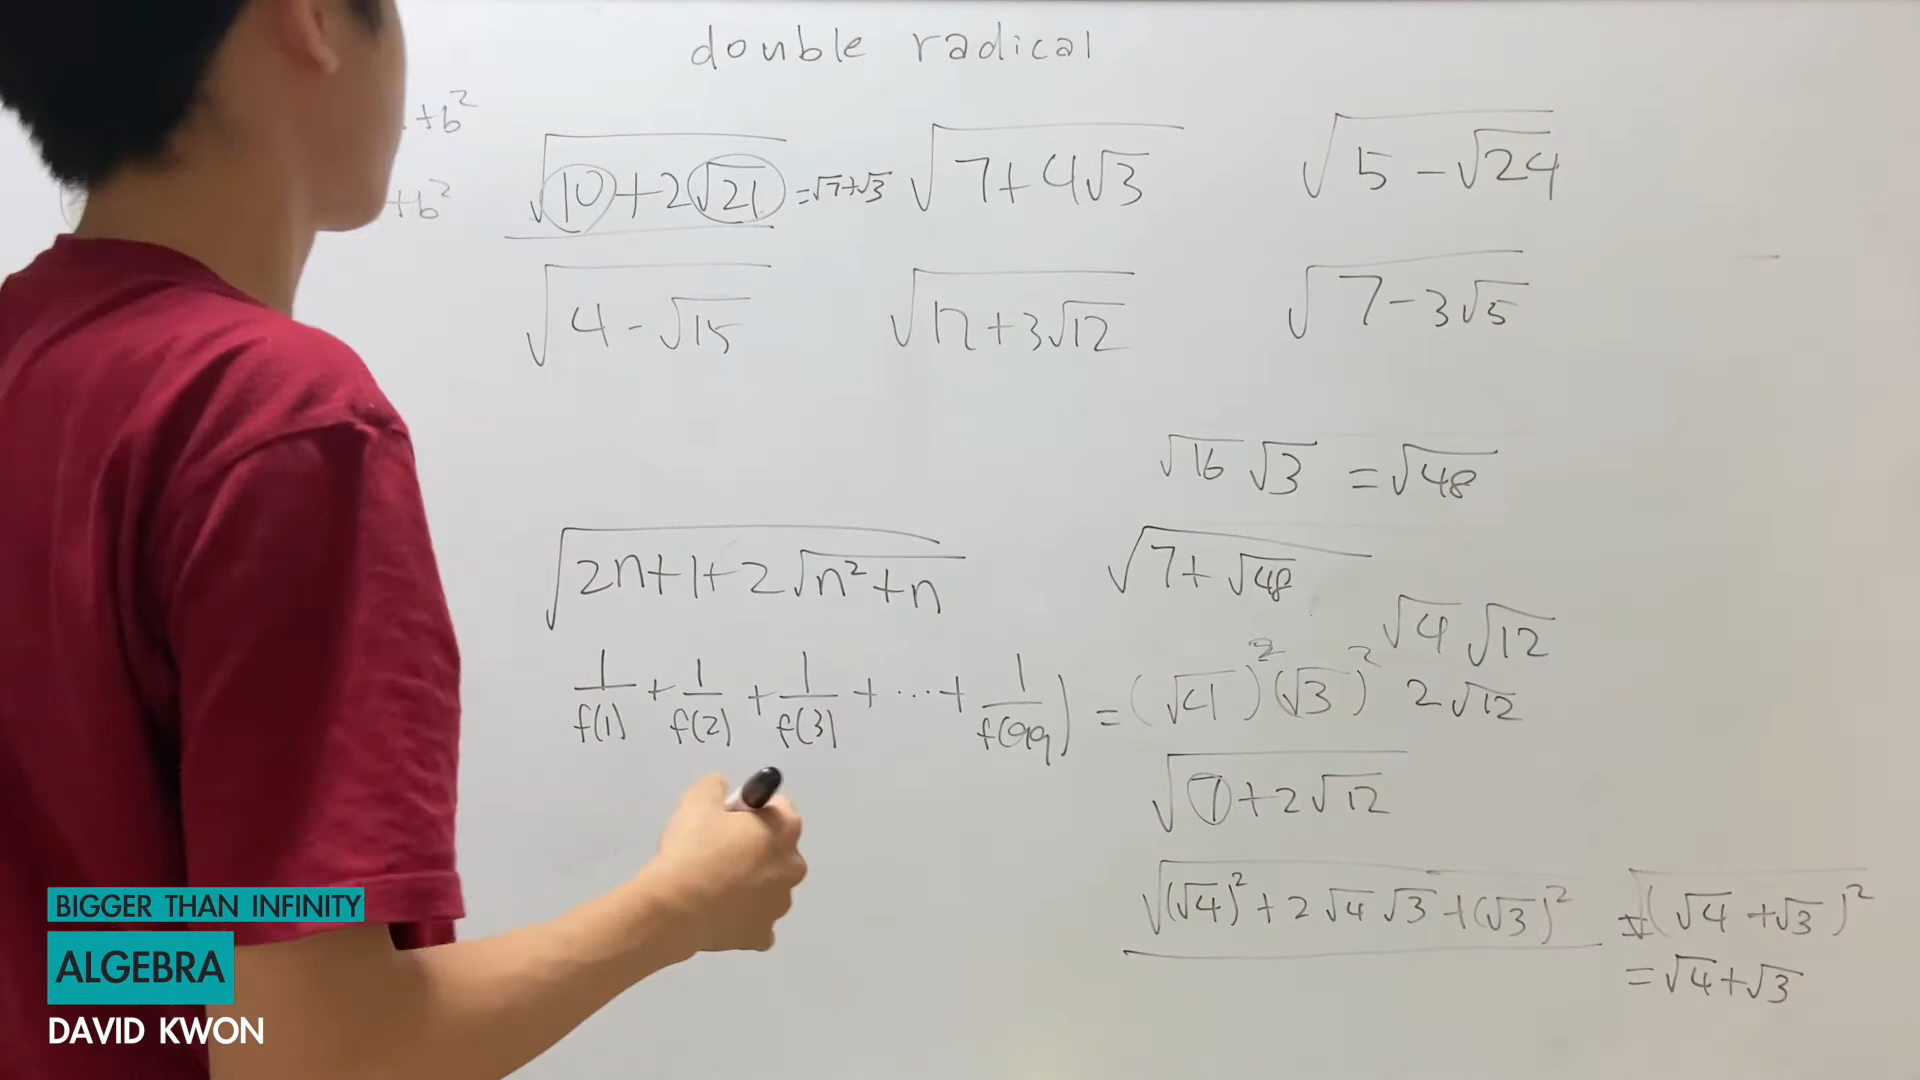 double radical
+b²
√(10+2√21) = √7+√3
√(7+4√3)
√(5-√24)
+b²
√(4-√15)
√(12+3√12)
√(7-3√5)
√16 √3 = √48
√(2n+1+2√(n²+n))
√(7+√48)
√4 √12
1/f(1) + 1/f(2) + 1/f(3) + ... + 1/f(99) ) = (√4)²(√3)²
2√12
√(7+2√12)
√((√4)²+2√4√3+(√3)²)
√(√4+√3)²
=√4+√3
BIGGER THAN INFINITY
ALGEBRA
DAVID KWON